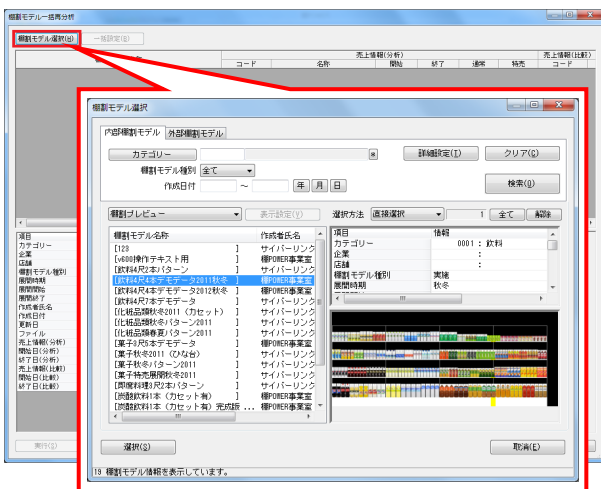 棚割モデル一括再分析
棚割モデル選択(H)
一括設定(E)
売上情報(分析)
売上情報(比較)
コード
名称
開始
終了
通常
特売
コード
棚割モデル選択
内部棚割モデル
外部棚割モデル
カテゴリー
詳細設定(I)
クリア(C)
棚割モデル種別
全て
作成日付
~
年
月
日
検索(Q)
棚割プレビュー
表示設定(V)
選択方法
直接選択
1
全て
解除
棚割モデル名称
作成者氏名
[123 ] サイバーリンク
[v600操作テキスト用 ] 棚POWER事業室
[飲料4尺2本パターン ] サイバーリンク
[飲料4尺4本デモデータ2011秋冬 ] 棚POWER事業室
[飲料4尺4本デモデータ2012秋冬 ] サイバーリンク
[飲料4尺7本デモデータ ] サイバーリンク
[化粧品類秋冬2011 (カセット) ] サイバーリンク
[化粧品類秋冬パターン2011 ] サイバーリンク
[化粧品類春夏パターン2011 ] サイバーリンク
[菓子3尺5本デモデータ ] 棚POWER事業室
[菓子秋冬2011 (ひな台) ] サイバーリンク
[菓子秋冬パターン2011 ] サイバーリンク
[菓子特売展開秋冬2011 ] サイバーリンク
[即席料理3尺2本パターン ] サイバーリンク
[炭酸飲料1本 (カセット有) ] 棚POWER事業室
[炭酸飲料1本 (カセット有) 完成版 ... 棚POWER事業室
項目
情報
カテゴリー 0001 : 飲料
企業 :
店舗 :
棚割モデル種別 実施
展開時期 秋冬
項目
カテゴリー
企業
店舗
棚割モデル種別
展開時期
展開開始
展開終了
作成者氏名
作成日付
更新日
ファイル
売上情報(分析)
開始日(分析)
終了日(分析)
売上情報(比較)
開始日(比較)
終了日(比較)
実行(S)
選択(S)
取消(E)
19 棚割モデル情報を表示しています。